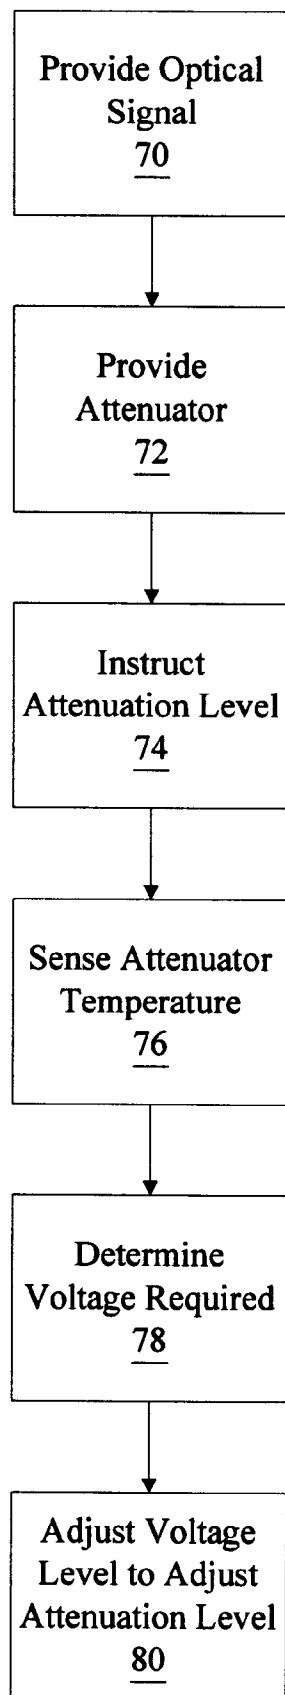 Provide Optical
Signal
70
Provide
Attenuator
72
Instruct
Attenuation Level
74
Sense Attenuator
Temperature
76
Determine
Voltage Required
78
Adjust Voltage
Level to Adjust
Attenuation Level
80